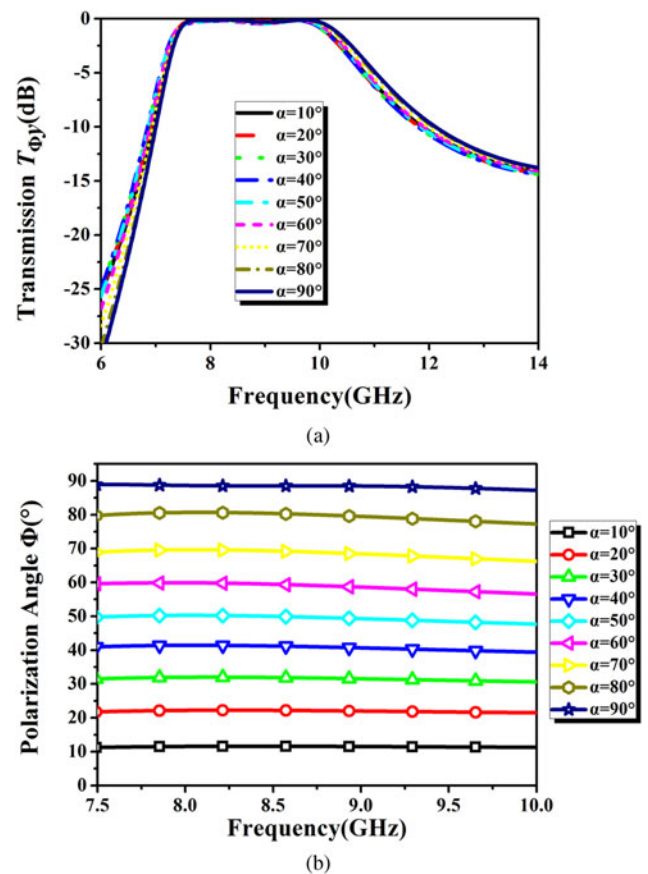 0
-5
-10
-15
-20
-25
-30
Transmission TΦy(dB)
α=10°
α=20°
α=30°
α=40°
α=50°
α=60°
α=70°
α=80°
α=90°
6 8 10 12 14
Frequency(GHz)
(a)
90
80
70
60
50
40
30
20
10
0
Polarization Angle Φ(°)
α=10°
α=20°
α=30°
α=40°
α=50°
α=60°
α=70°
α=80°
α=90°
7.5 8.0 8.5 9.0 9.5 10.0
Frequency(GHz)
(b)